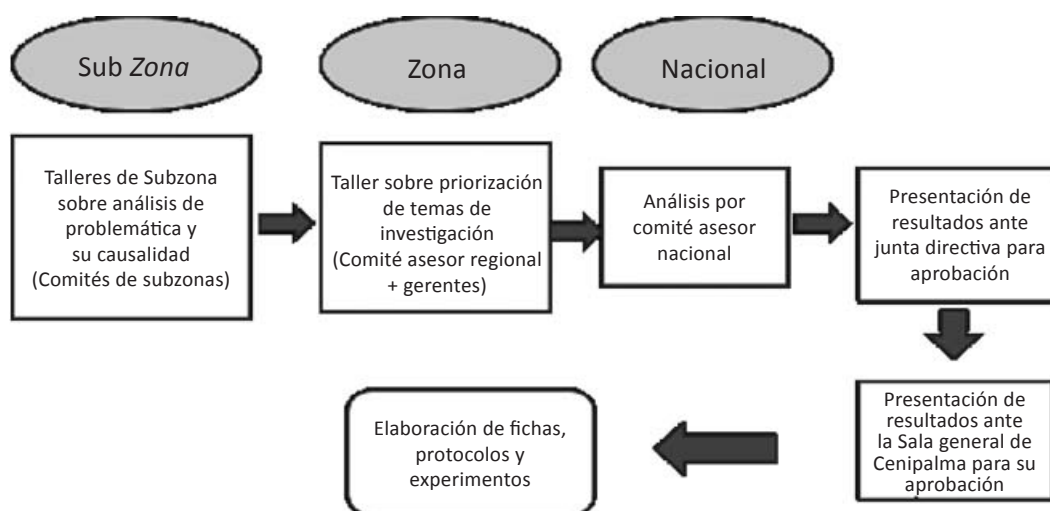 Sub Zona
Zona
Nacional
Talleres de Subzona
sobre análisis de
problemática y
su causalidad
(Comités de subzonas)
Taller sobre priorización
de temas de
investigación
(Comité asesor regional
+ gerentes)
Análisis por
comité asesor
nacional
Presentación de
resultados ante
junta directiva para
aprobación
Presentación de
resultados ante
la Sala general de
Cenipalma para su
aprobación
Elaboración de fichas,
protocolos y
experimentos